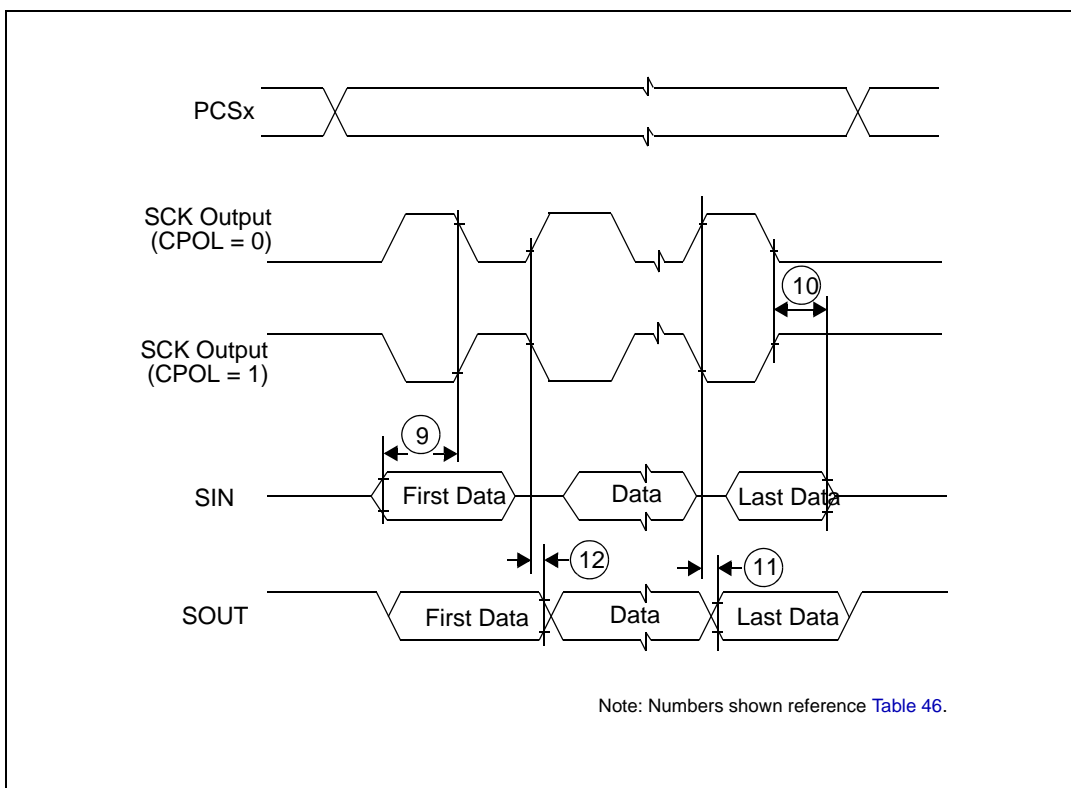 PCSx
SCK Output
(CPOL = 0)
10
SCK Output
(CPOL = 1)
9
SIN
First Data
Data
Last Data
12
11
SOUT
First Data
Data
Last Data
Note: Numbers shown reference Table 46.